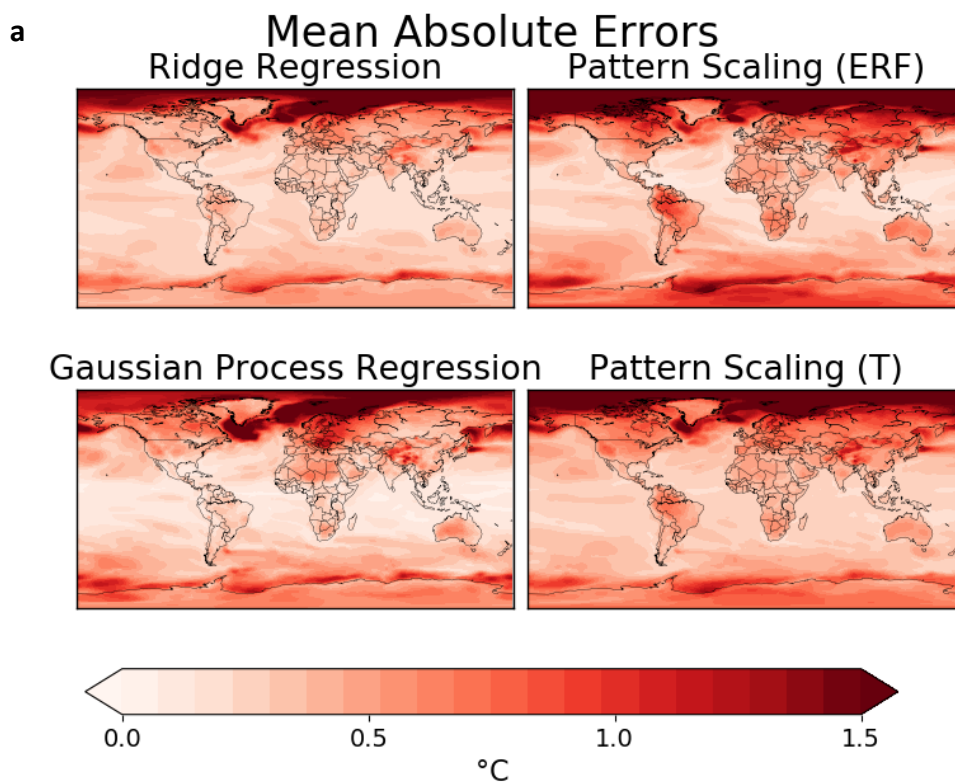 a
Mean Absolute Errors
Ridge Regression
Pattern Scaling (ERF)
Gaussian Process Regression
Pattern Scaling (T)
0.0
0.5
1.0
1.5
°C